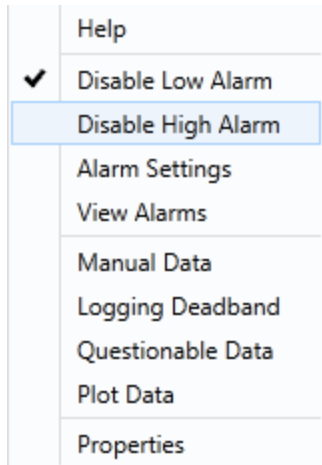 Help
Disable Low Alarm
Disable High Alarm
Alarm Settings
View Alarms
Manual Data
Logging Deadband
Questionable Data
Plot Data
Properties